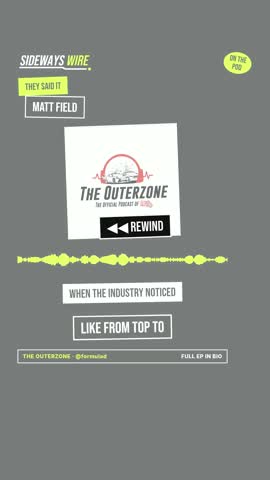 SIDEWAYS WIRE
ON THE
POD
THEY SAID IT
MATT FIELD
THE OUTERZONE
THE OFFICIAL PODCAST OF
REWIND
WHEN THE INDUSTRY NOTICED
LIKE FROM TOP TO
THE OUTERZONE - @formulad
FULL EP IN BIO